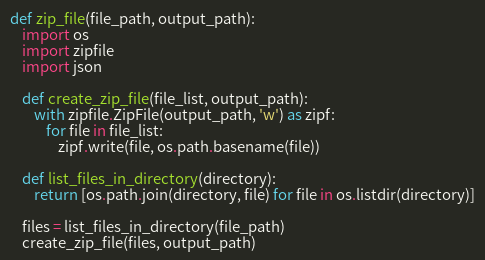 def zip_file(file_path, output_path):
    import os
    import zipfile
    import json

    def create_zip_file(file_list, output_path):
        with zipfile.ZipFile(output_path, 'w') as zipf:
            for file in file_list:
                zipf.write(file, os.path.basename(file))

    def list_files_in_directory(directory):
        return [os.path.join(directory, file) for file in os.listdir(directory)]

    files = list_files_in_directory(file_path)
    create_zip_file(files, output_path)